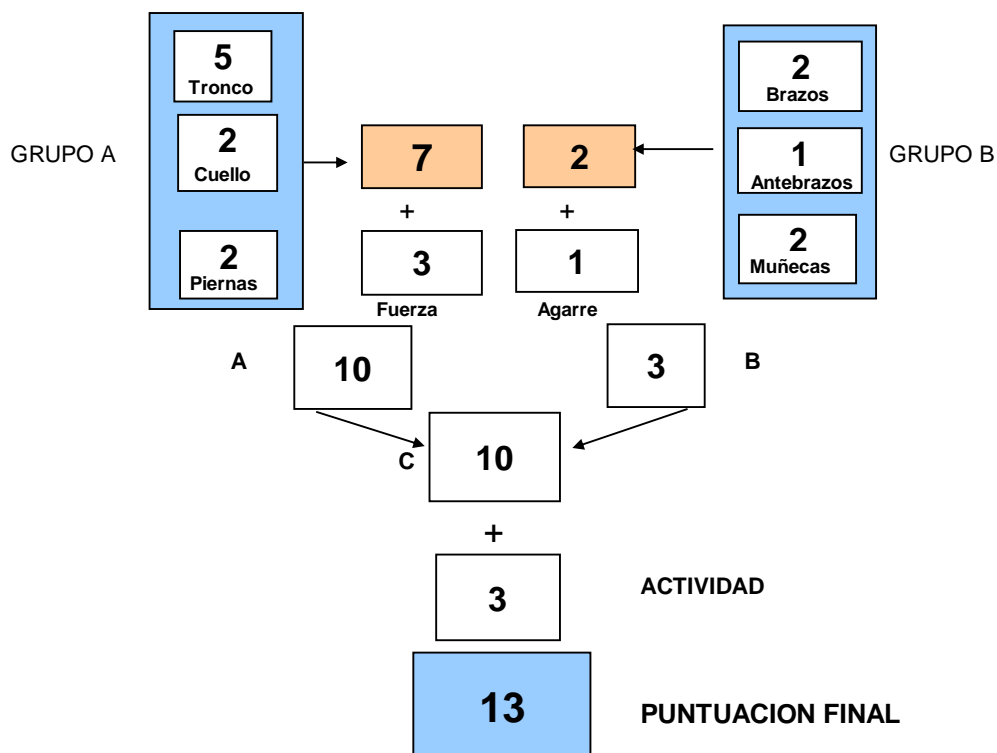 GRUPO A
5
Tronco
2
Cuello
2
Piernas
7
+
3
Fuerza
2
+
1
Agarre
GRUPO B
2
Brazos
1
Antebrazos
2
Muñecas
A
10
3
B
C
10
+
3
ACTIVIDAD
13
PUNTUACION FINAL